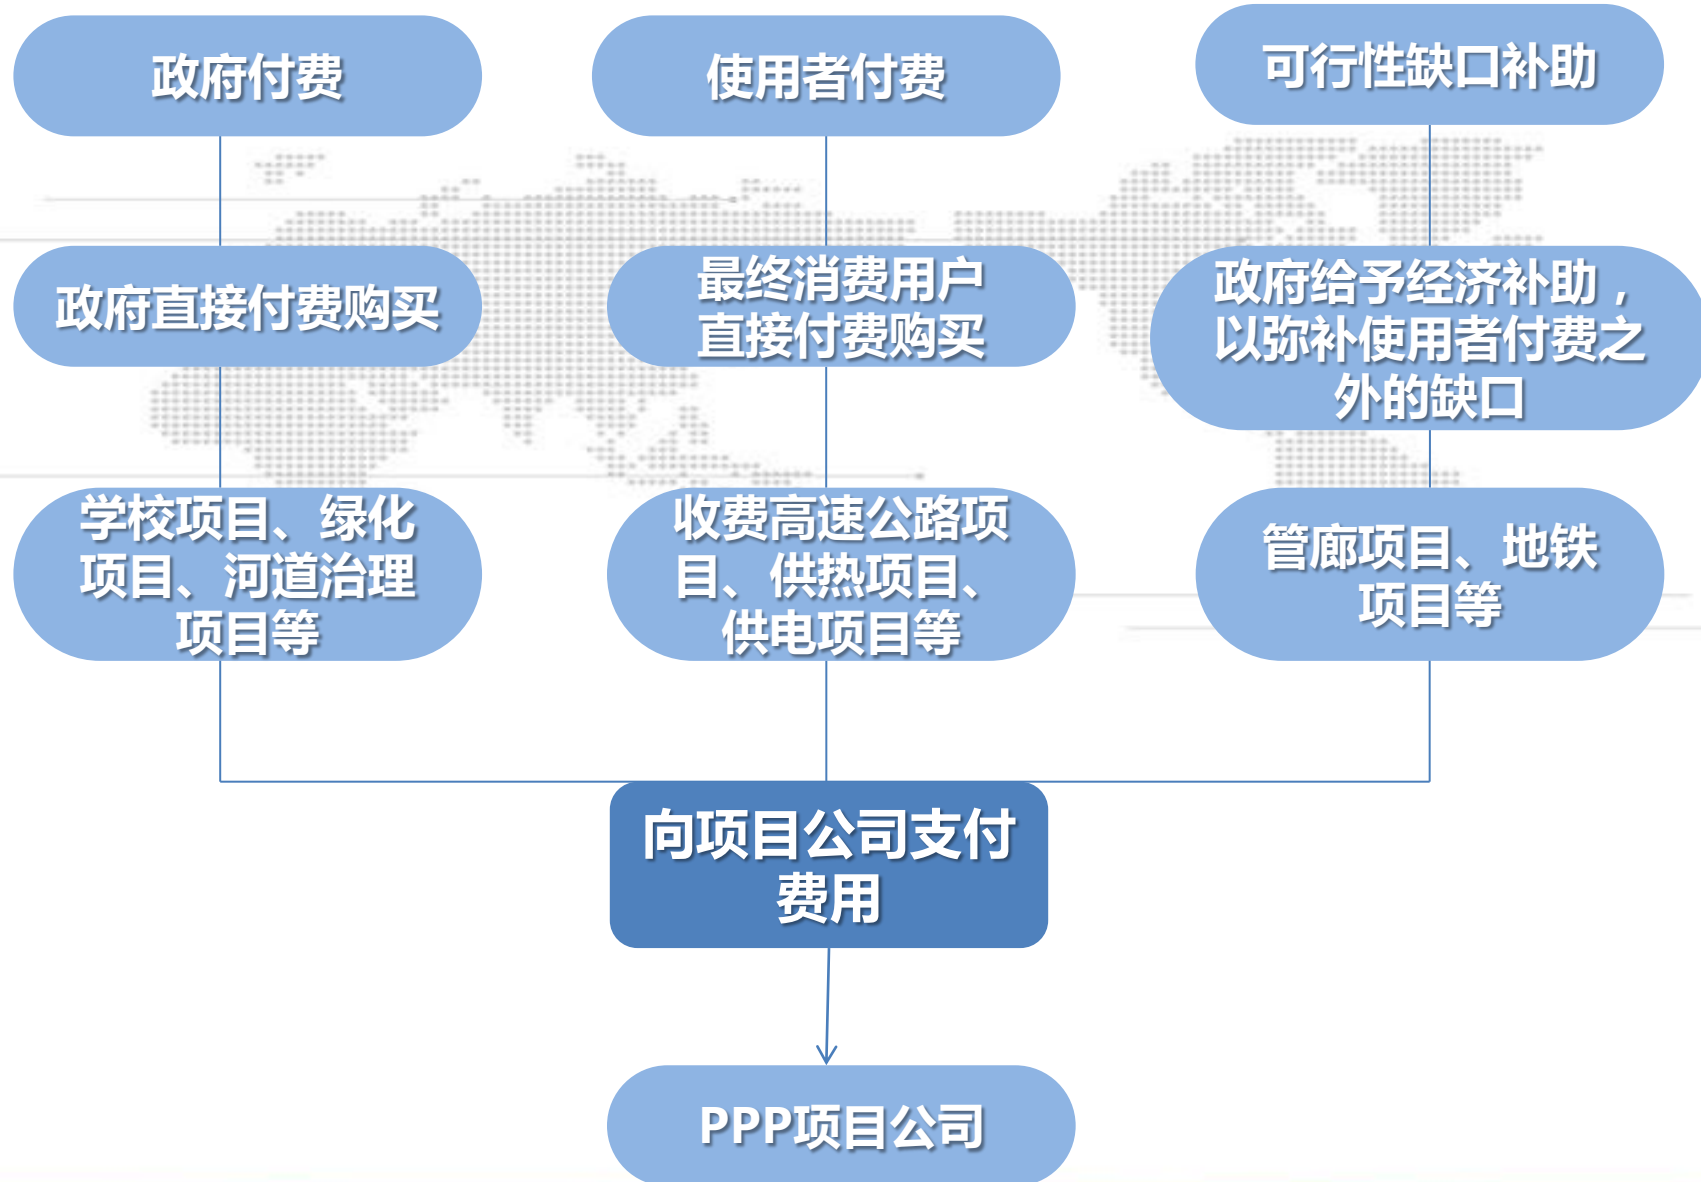 政府付费
使用者付费
可行性缺口补助
政府直接付费购买
最终消费用户
直接付费购买
政府给予经济补助，
以弥补使用者付费之
外的缺口
学校项目、绿化
项目、河道治理
项目等
收费高速公路项
目、供热项目、
供电项目等
管廊项目、地铁
项目等
向项目公司支付
费用
PPP项目公司